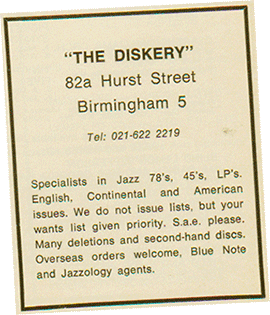 “THE DISKERY”
82a Hurst Street
Birmingham 5
Tel: 021-622 2219
Specialists in Jazz 78's, 45's, LP's.
English, Continental and American
issues. We do not issue lists, but your
wants list given priority. S.a.e. please.
Many deletions and second-hand discs.
Overseas orders welcome, Blue Note
and Jazzology agents.